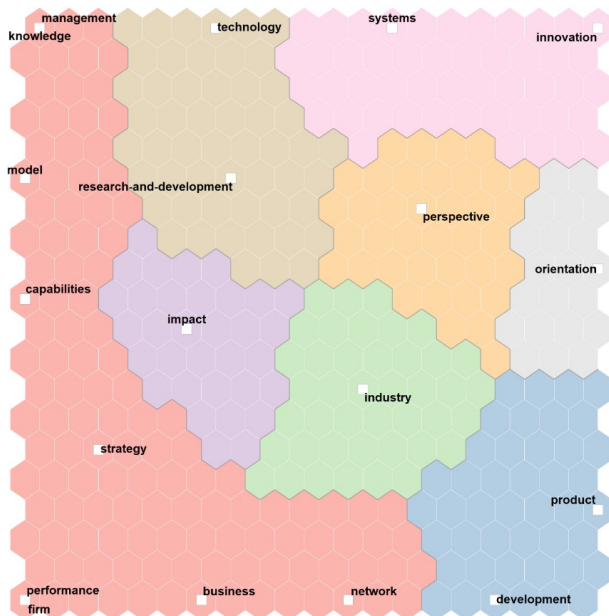 management
knowledge
technology
systems
innovation
model
research-and-development
perspective
orientation
capabilities
impact
industry
strategy
product
performance
firm
business
network
development